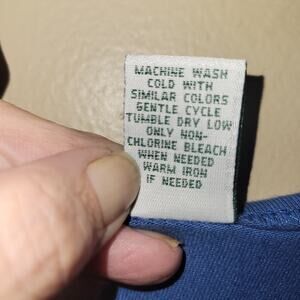 MACHINE WASH
COLD WITH
SIMILAR COLORS
GENTLE CYCLE
TUMBLE DRY LOW
ONLY NON-
CHLORINE BLEACH
WHEN NEEDED
WARM IRON
IF NEEDED